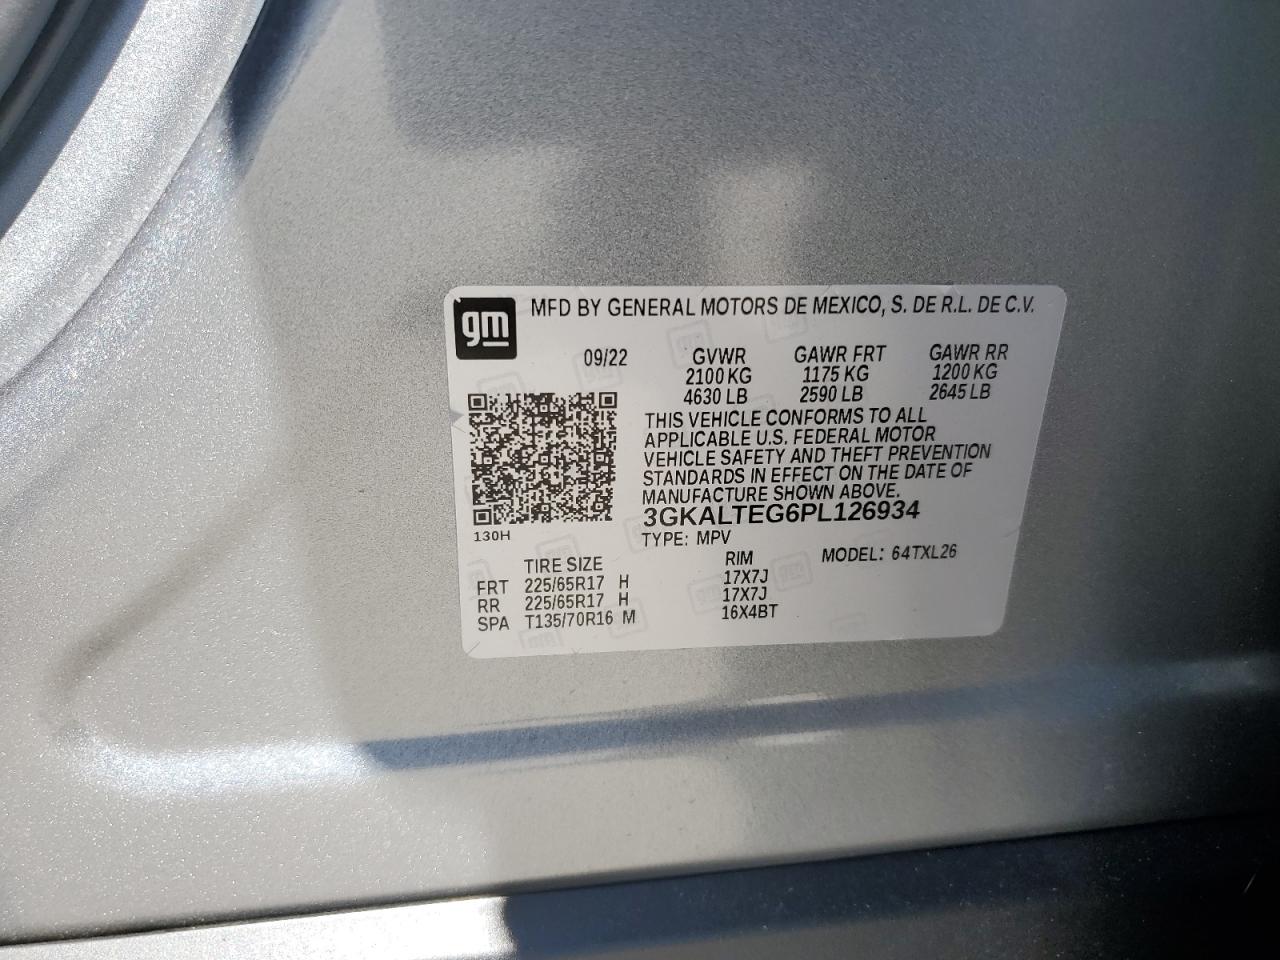 gm
MFD BY GENERAL MOTORS DE MEXICO, S. DE R.L. DE C.V.
09/22 GVWR GAWR FRT GAWR RR
2100 KG 1175 KG 1200 KG
4630 LB 2590 LB 2645 LB
THIS VEHICLE CONFORMS TO ALL
APPLICABLE U.S. FEDERAL MOTOR
VEHICLE SAFETY AND THEFT PREVENTION
STANDARDS IN EFFECT ON THE DATE OF
MANUFACTURE SHOWN ABOVE.
3GKALTEG6PL126934
130H
TYPE: MPV
MODEL: 64TXL26
TIRE SIZE RIM
FRT 225/65R17 H 17X7J
RR 225/65R17 H 17X7J
SPA T135/70R16 M 16X4BT